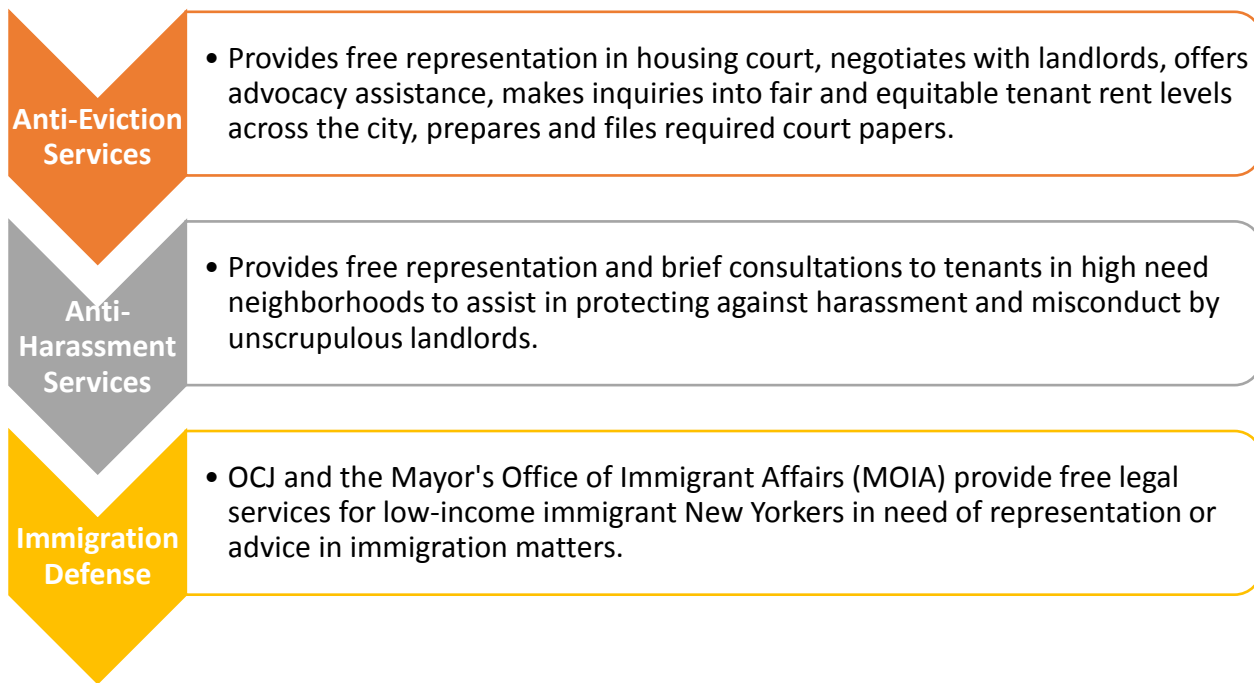 Anti-Eviction
Services
• Provides free representation in housing court, negotiates with landlords, offers
advocacy assistance, makes inquiries into fair and equitable tenant rent levels
across the city, prepares and files required court papers.
Anti-
Harassment
Services
• Provides free representation and brief consultations to tenants in high need
neighborhoods to assist in protecting against harassment and misconduct by
unscrupulous landlords.
Immigration
Defense
• OCJ and the Mayor's Office of Immigrant Affairs (MOIA) provide free legal
services for low-income immigrant New Yorkers in need of representation or
advice in immigration matters.